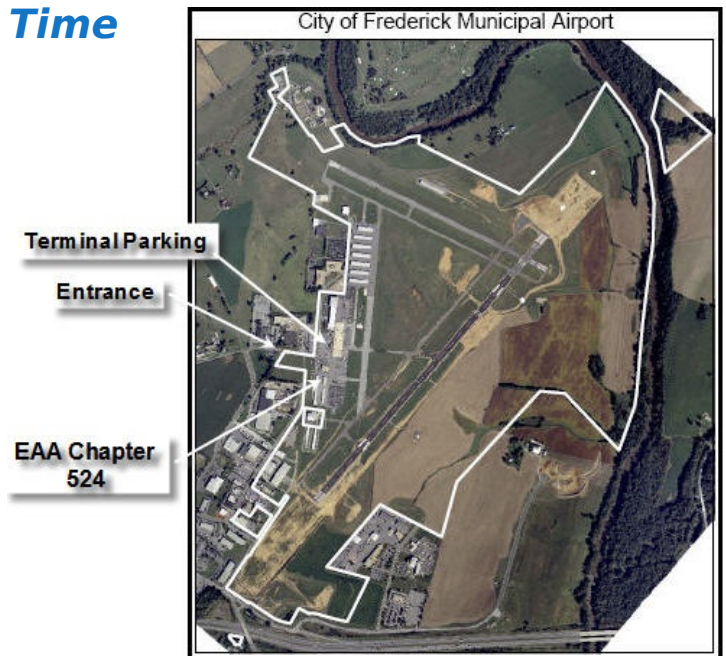 Time
City of Frederick Municipal Airport
Terminal Parking
Entrance
EAA Chapter
524